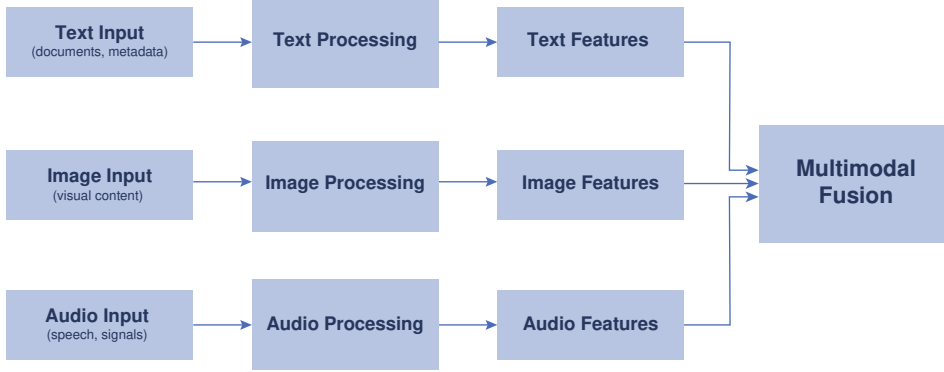 Text Input
(documents, metadata)
Text Processing
Text Features
Image Input
(visual content)
Image Processing
Image Features
Multimodal
Fusion
Audio Input
(speech, signals)
Audio Processing
Audio Features